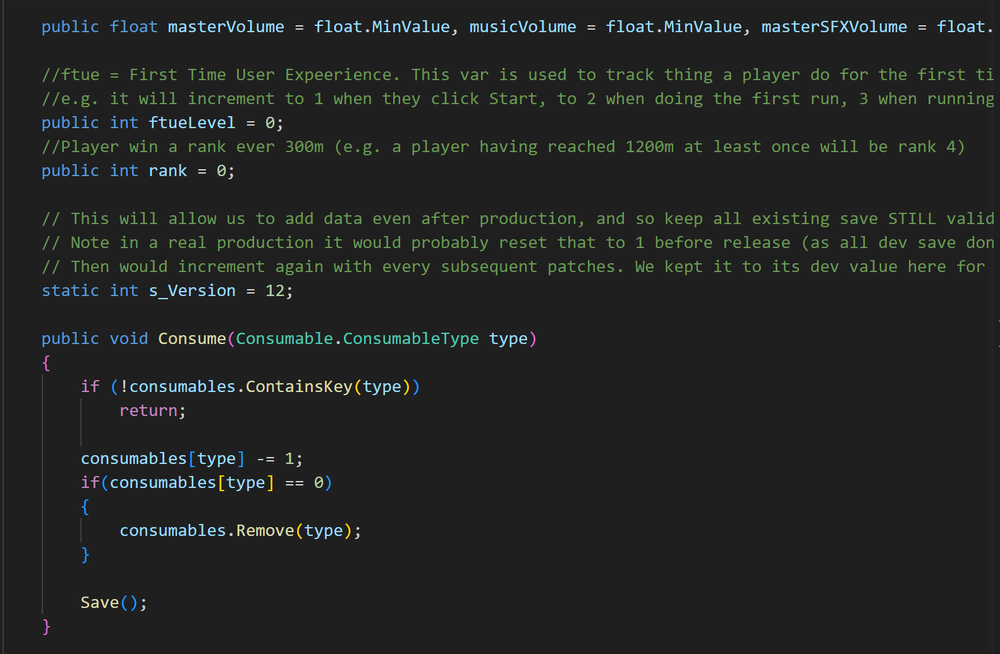 public float masterVolume = float.MinValue, musicVolume = float.MinValue, masterSFXVolume = float.
//ftue = First Time User Expeerience. This var is used to track thing a player do for the first ti
//e.g. it will increment to 1 when they click Start, to 2 when doing the first run, 3 when running
public int ftueLevel = 0;
//Player win a rank ever 300m (e.g. a player having reached 1200m at least once will be rank 4)
public int rank = 0;
// This will allow us to add data even after production, and so keep all existing save STILL valid
// Note in a real production it would probably reset that to 1 before release (as all dev save don
// Then would increment again with every subsequent patches. We kept it to its dev value here for
static int s_Version = 12;
public void Consume(Consumable.ConsumableType type)
{
if (!consumables.ContainsKey(type))
return;
consumables[type] -= 1;
if(consumables[type] == 0)
{
consumables.Remove(type);
}
Save();
}